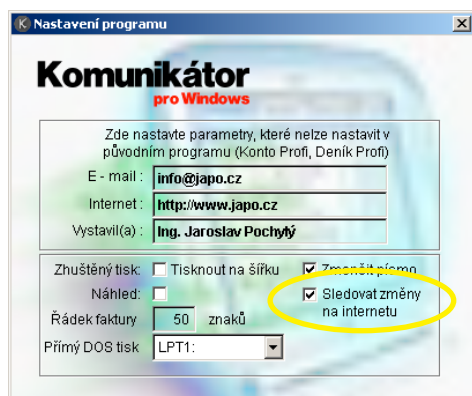 Nastavení programu
Komunikátor
pro Windows
Zde nastavte parametry, které nelze nastavit v
původním programu (Konto Profi, Deník Profi)
E - mail : info@japo.cz
Internet : http://www.japo.cz
Vystavil(a) : Ing. Jaroslav Pochylý
Zhuštěný tisk: Tisknout na šířku Zmenšit písmo
Náhled: Sledovat změny
na internetu
Řádek faktury 50 znaků
Přímý DOS tisk LPT1: